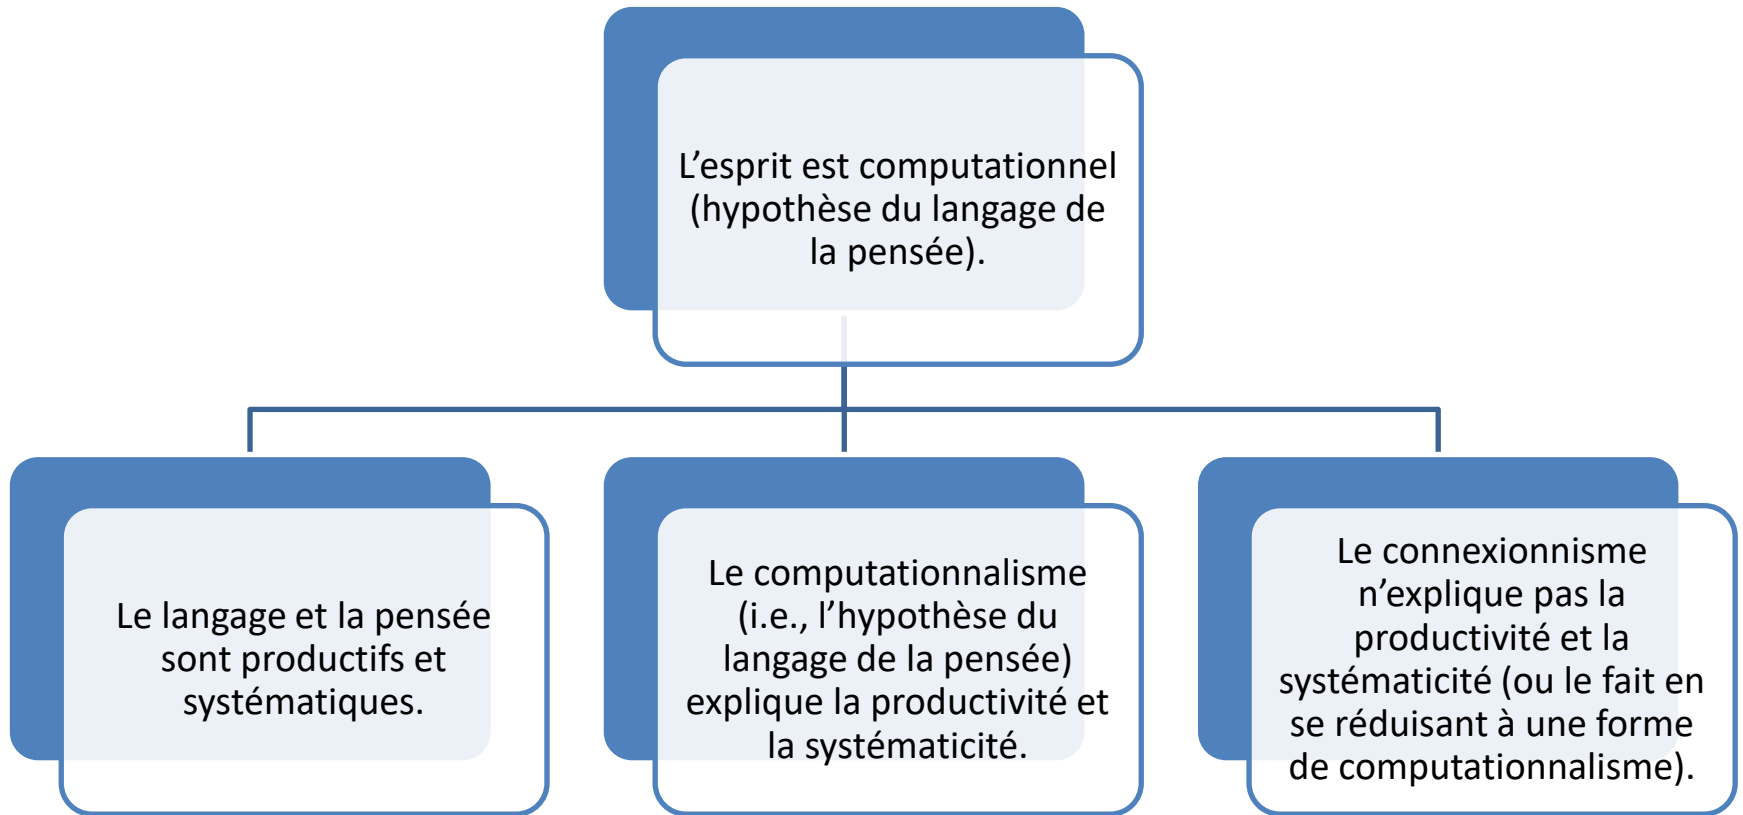 L’esprit est computationnel
(hypothèse du langage de
la pensée).
Le langage et la pensée
sont productifs et
systématiques.
Le computationnalisme
(i.e., l’hypothèse du
langage de la pensée)
explique la productivité et
la systématicité.
Le connexionnisme
n’explique pas la
productivité et la
systématicité (ou le fait en
se réduisant à une forme
de computationnalisme).